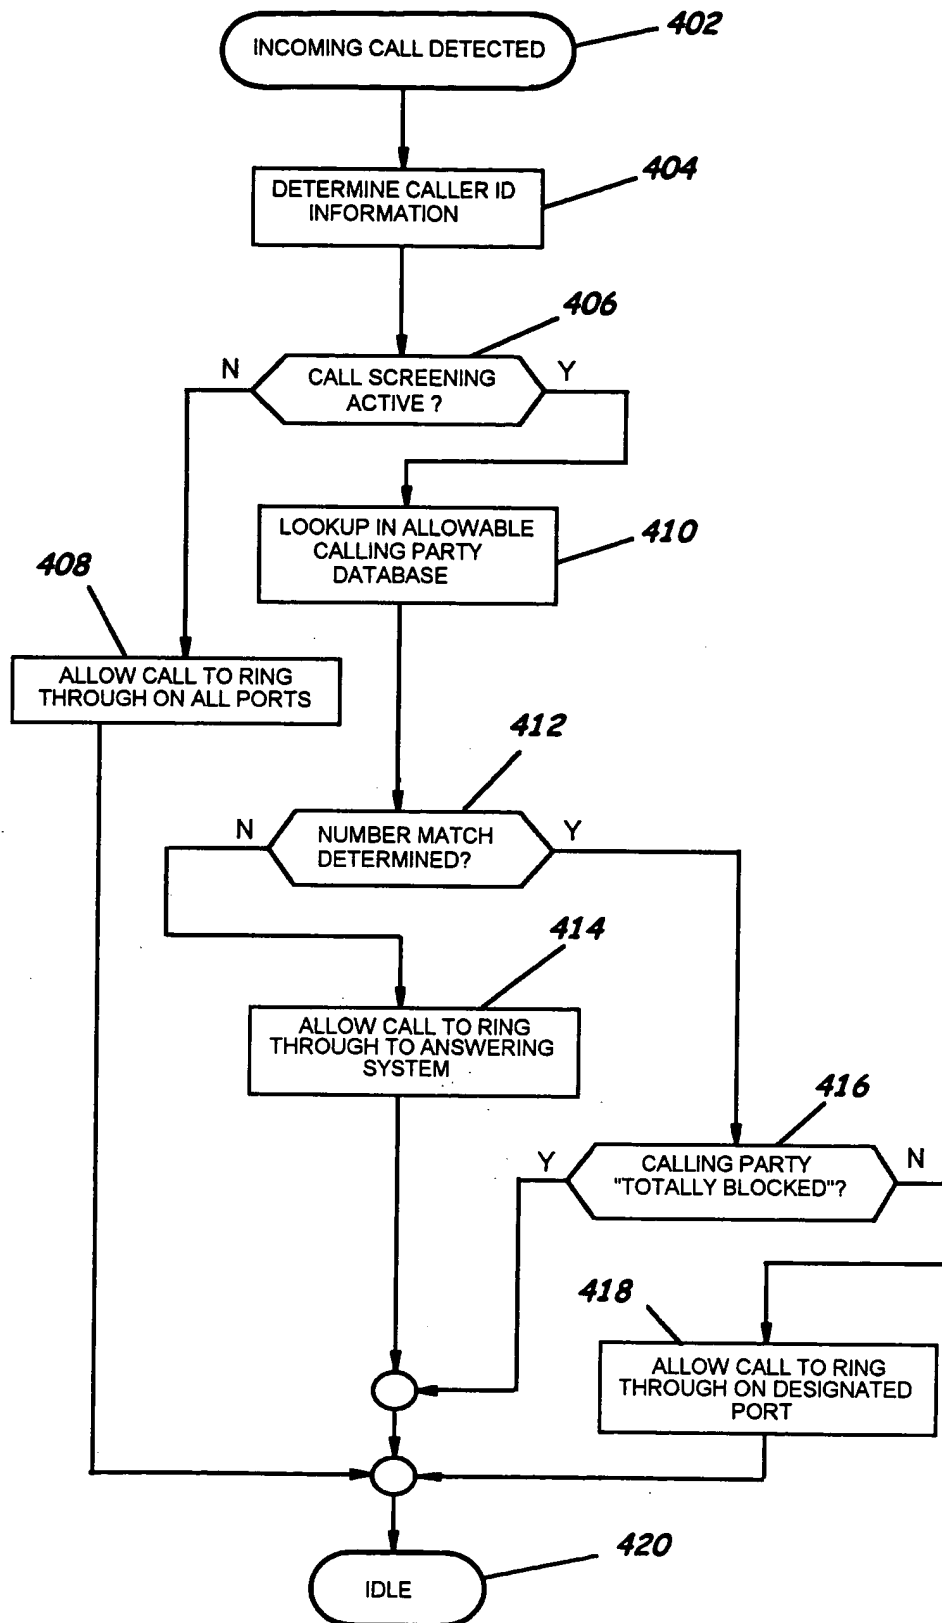 402
INCOMING CALL DETECTED
404
DETERMINE CALLER ID
INFORMATION
406
N
Y
CALL SCREENING
ACTIVE ?
LOOKUP IN ALLOWABLE
CALLING PARTY
DATABASE
410
408
ALLOW CALL TO RING
THROUGH ON ALL PORTS
412
N
Y
NUMBER MATCH
DETERMINED?
414
ALLOW CALL TO RING
THROUGH TO ANSWERING
SYSTEM
416
Y
N
CALLING PARTY
"TOTALLY BLOCKED"?
418
ALLOW CALL TO RING
THROUGH ON DESIGNATED
PORT
420
IDLE